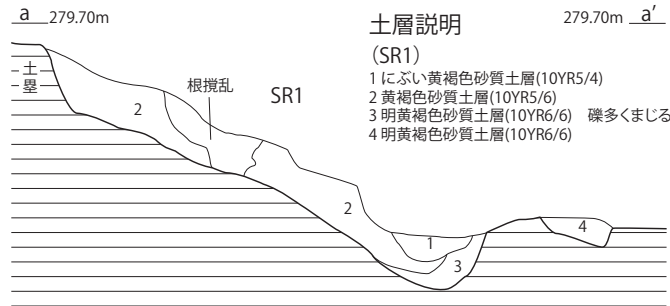 a 279.70m
279.70m a'
土層説明
(SR1)
1 にぶい黄褐色砂質土層(10YR5/4)
2 黄褐色砂質土層(10YR5/6)
3 明黄褐色砂質土層(10YR6/6) 礫多くまじる
4 明黄褐色砂質土層(10YR6/6)
土塁
根撹乱
SR1
2
2
1
3
4